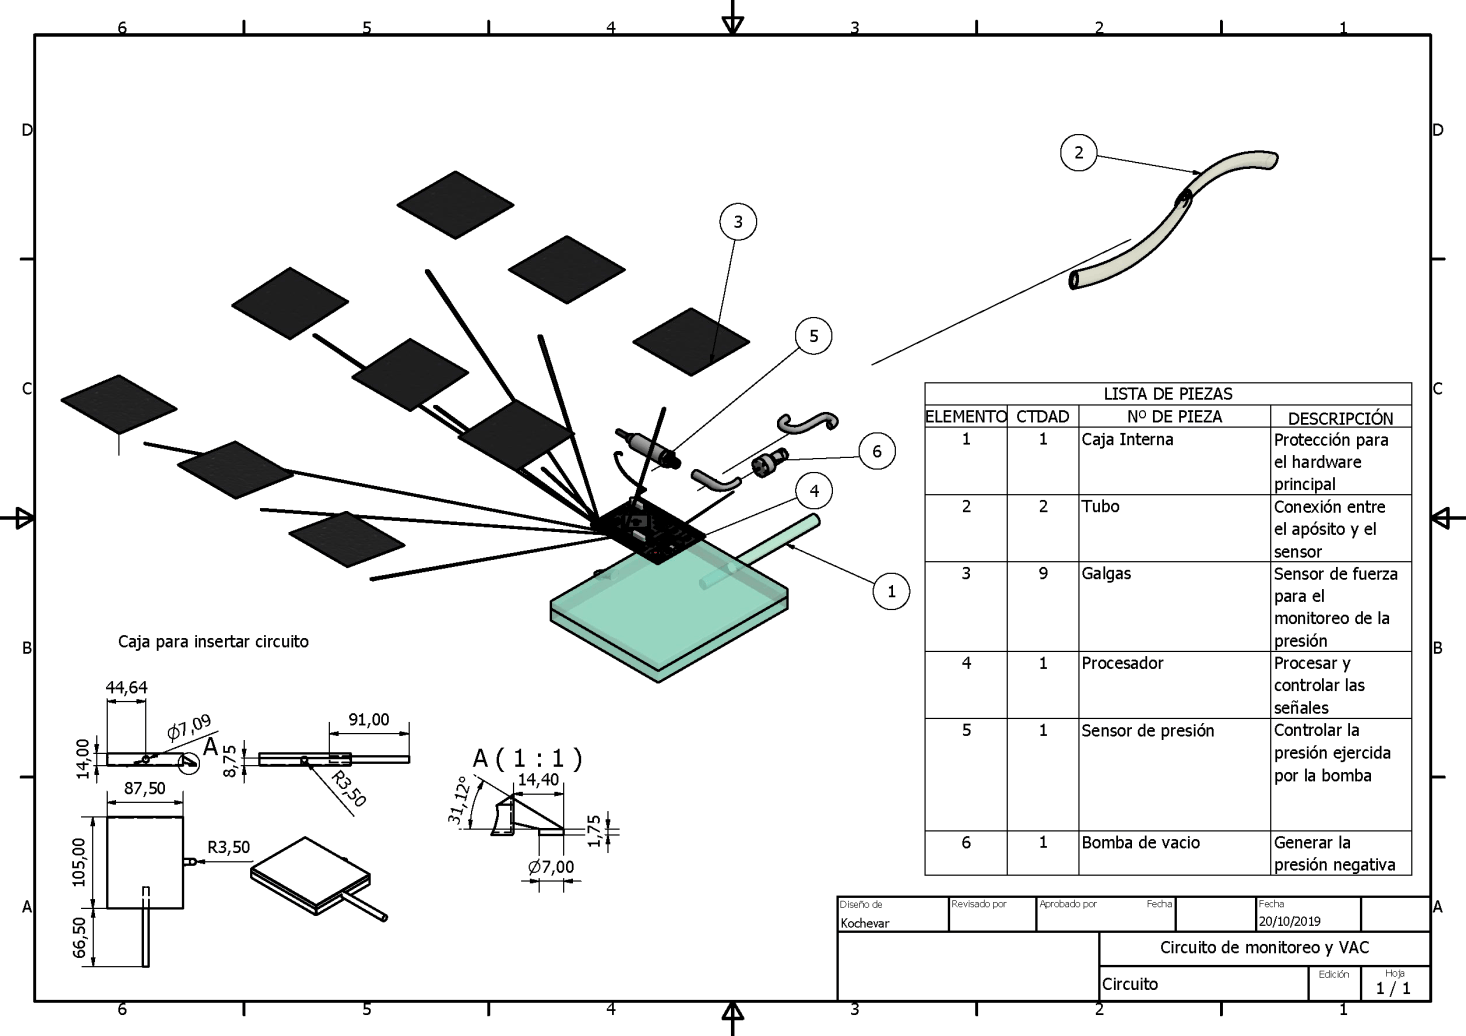 6 5 4 3 2 1
D D
2
3
5
6
4
1
C C
LISTA DE PIEZAS
ELEMENTO CTDAD Nº DE PIEZA DESCRIPCIÓN
1 1 Caja Interna Protección para
el hardware
principal
2 2 Tubo Conexión entre
el apósito y el
sensor
3 9 Galgas Sensor de fuerza
para el
monitoreo de la
presión
4 1 Procesador Procesar y
controlar las
señales
5 1 Sensor de presión Controlar la
presión ejercida
por la bomba
6 1 Bomba de vacio Generar la
presión negativa
B B
Caja para insertar circuito
44,64
Ø7,09
A
14,00
91,00
8,75
R3,50
87,50
105,00
R3,50
66,50
A ( 1 : 1 )
14,40
31,12°
1,75
Ø7,00
A A
Diseño de Revisado por Aprobado por Fecha Fecha
Kochevar 20/10/2019
Circuito de monitoreo y VAC
Circuito
Edición Hoja
1 / 1
6 5 4 3 2 1